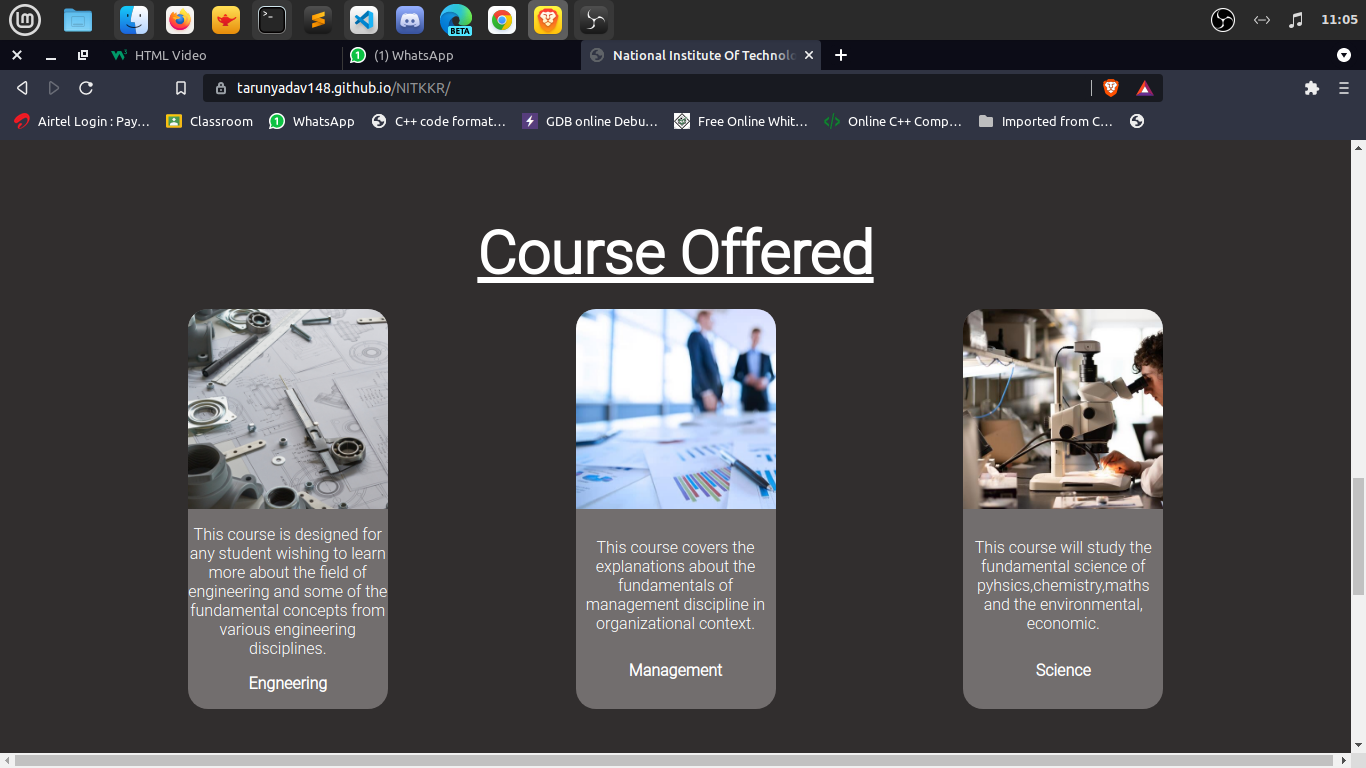 11:05
HTML Video
(1) WhatsApp
National Institute Of Technolo
BETA
tarunyadav148.github.io/NITKKR/
Airtel Login : Pay…
Classroom
WhatsApp
C++ code format…
GDB online Debu…
Free Online Whit…
Online C++ Comp…
Imported from C…
Course Offered
This course is designed for
any student wishing to learn
more about the field of
engineering and some of the
fundamental concepts from
various engineering
disciplines.
Engneering
This course covers the
explanations about the
fundamentals of
management discipline in
organizational context.
Management
This course will study the
fundamental science of
pyhsics,chemistry,maths
and the environmental,
economic.
Science